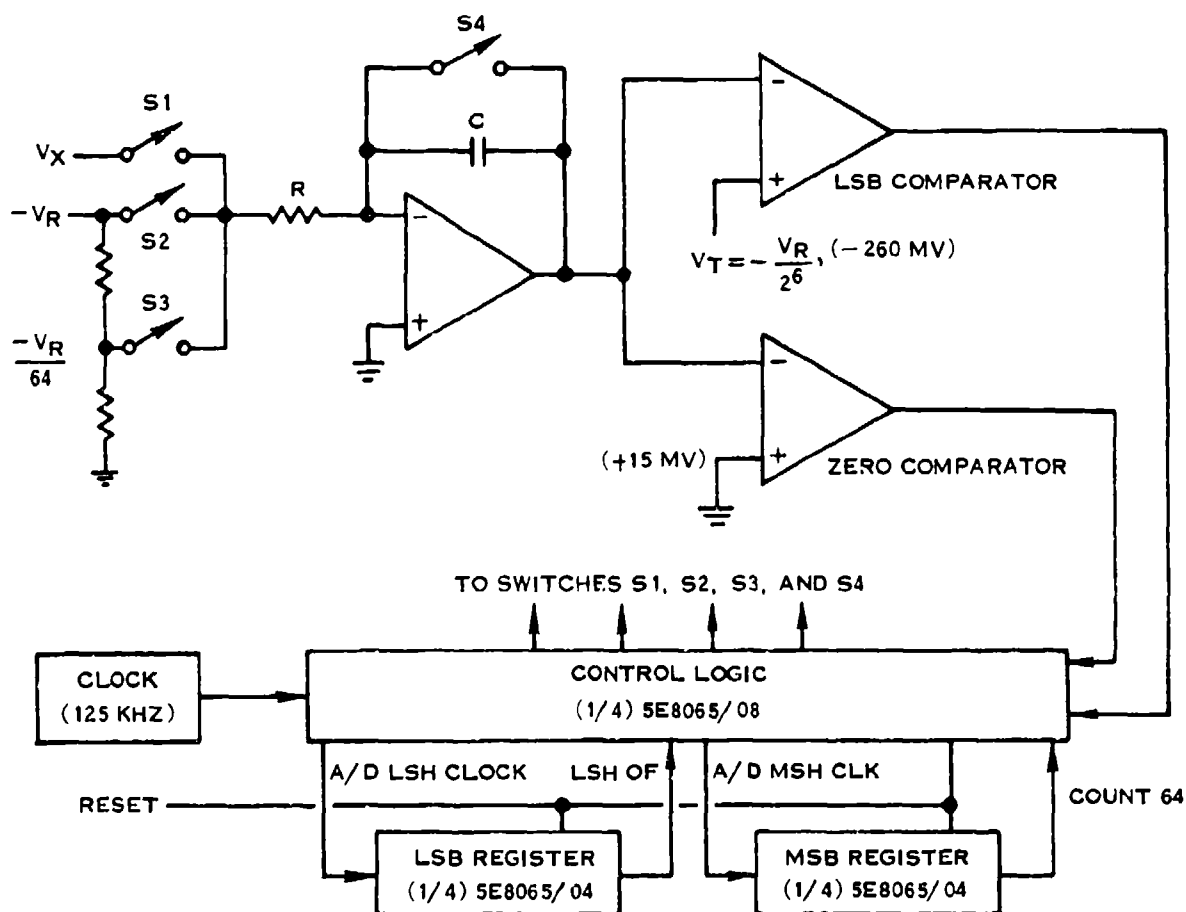 S4
S1
C
VX
R
−VR
S2
S3
−VR
64
LSB COMPARATOR
VT = − VR/2^6, (−260 MV)
(+15 MV)
ZERO COMPARATOR
TO SWITCHES S1, S2, S3, AND S4
CLOCK
(125 KHZ)
CONTROL LOGIC
(1/4) 5E8065/08
A/D LSH CLOCK
LSH OF
A/D MSH CLK
RESET
COUNT 64
LSB REGISTER
(1/4) 5E8065/04
MSB REGISTER
(1/4) 5E8065/04